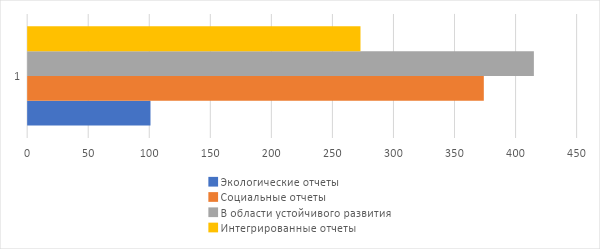 1
0 50 100 150 200 250 300 350 400 450
Экологические отчеты
Социальные отчеты
В области устойчивого развития
Интегрированные отчеты